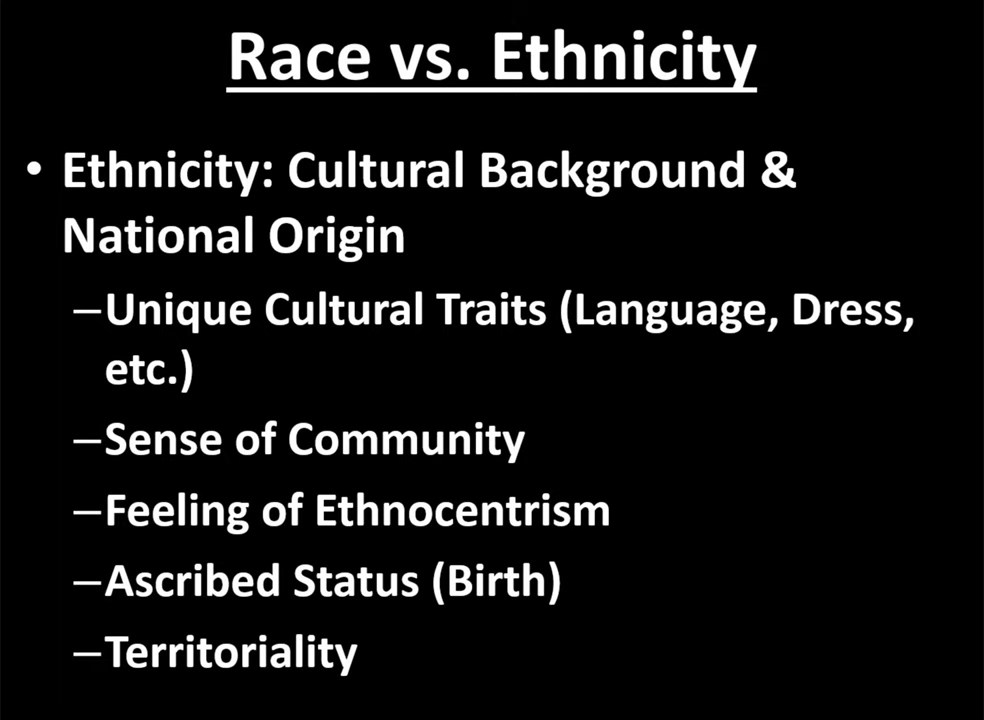 Race vs. Ethnicity
• Ethnicity: Cultural Background &
National Origin
–Unique Cultural Traits (Language, Dress,
etc.)
–Sense of Community
–Feeling of Ethnocentrism
–Ascribed Status (Birth)
–Territoriality